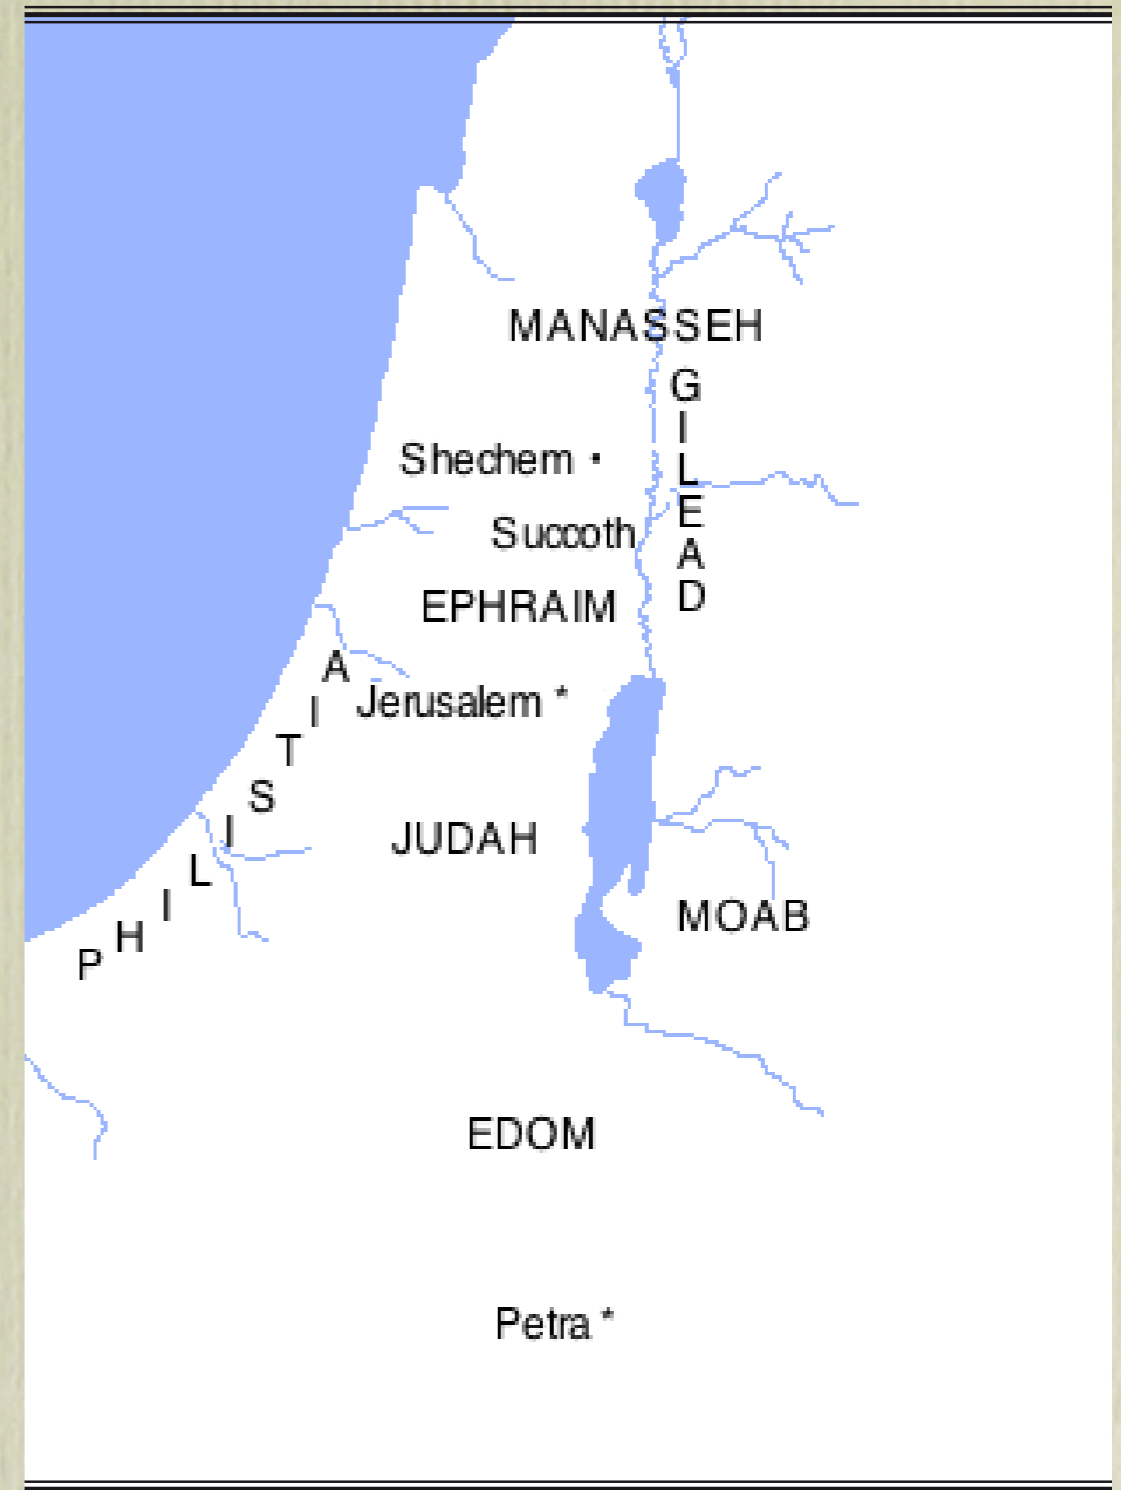 MANASSEH
GILEAD
Shechem
Succoth
EPHRAIM
PHILISTIA
Jerusalem *
JUDAH
MOAB
EDOM
Petra *